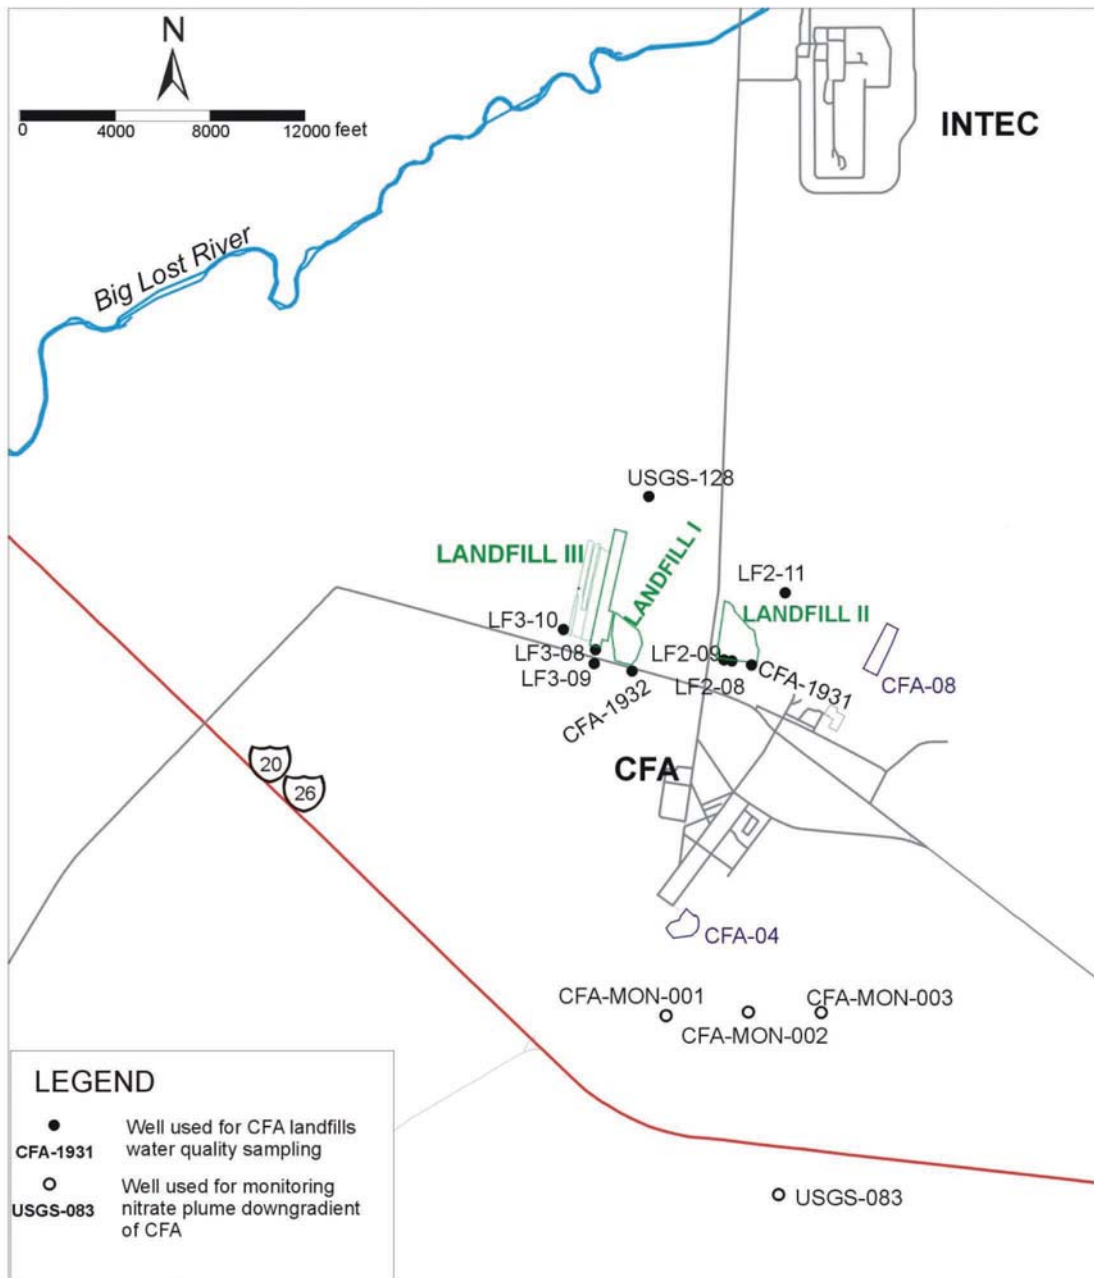 N
0 4000 8000 12000 feet
INTEC
Big Lost River
USGS-128
LANDFILL III
LANDFILL I
LF2-11
LANDFILL II
LF3-10
LF3-08
LF3-09
CFA-1932
LF2-09
LF2-08
CFA-1931
CFA-08
CFA
20
26
CFA-04
CFA-MON-001
CFA-MON-002
CFA-MON-003
USGS-083
LEGEND
CFA-1931
Well used for CFA landfills
water quality sampling
USGS-083
Well used for monitoring
nitrate plume downgradient
of CFA